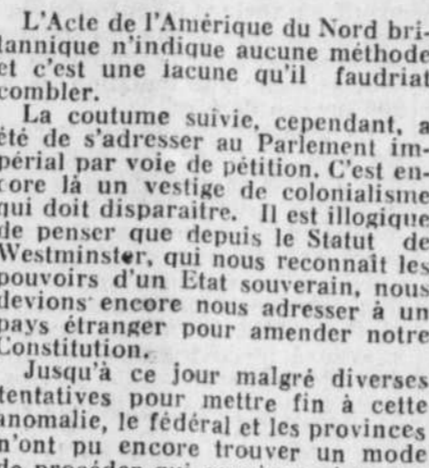 L'Acte de l'Amérique du Nord bri-
tannique n'indique aucune méthode
et c'est une lacune qu'il faudriat
combler.
La coutume suivie, cependant, a
été de s'adresser au Parlement im-
périal par voie de pétition. C'est en-
core là un vestige de colonialisme
qui doit disparaitre. Il est illogique
de penser que depuis le Statut de
Westminster, qui nous reconnaît les
pouvoirs d'un Etat souverain, nous
devions encore nous adresser à un
pays étranger pour amender notre
Constitution.
Jusqu'à ce jour malgré diverses
tentatives pour mettre fin à cette
anomalie, le fédéral et les provinces
n'ont pu encore trouver un mode